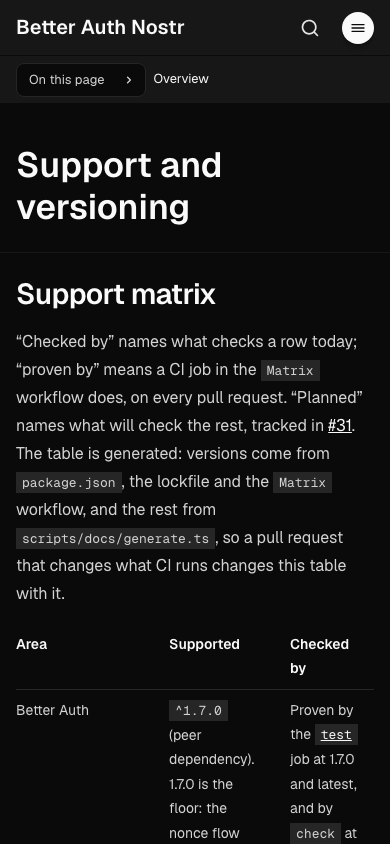 Better Auth Nostr
On this page
Overview
Support and
versioning
Support matrix
“Checked by” names what checks a row today;
“proven by” means a CI job in the Matrix
workflow does, on every pull request. “Planned”
names what will check the rest, tracked in #31.
The table is generated: versions come from
package.json, the lockfile and the Matrix
workflow, and the rest from
scripts/docs/generate.ts, so a pull request
that changes what CI runs changes this table
with it.
Area Supported Checked
by
Better Auth ^1.7.0 Proven by
(peer the test
dependency). job at 1.7.0
1.7.0 is the and latest,
floor: the and by
nonce flow check at